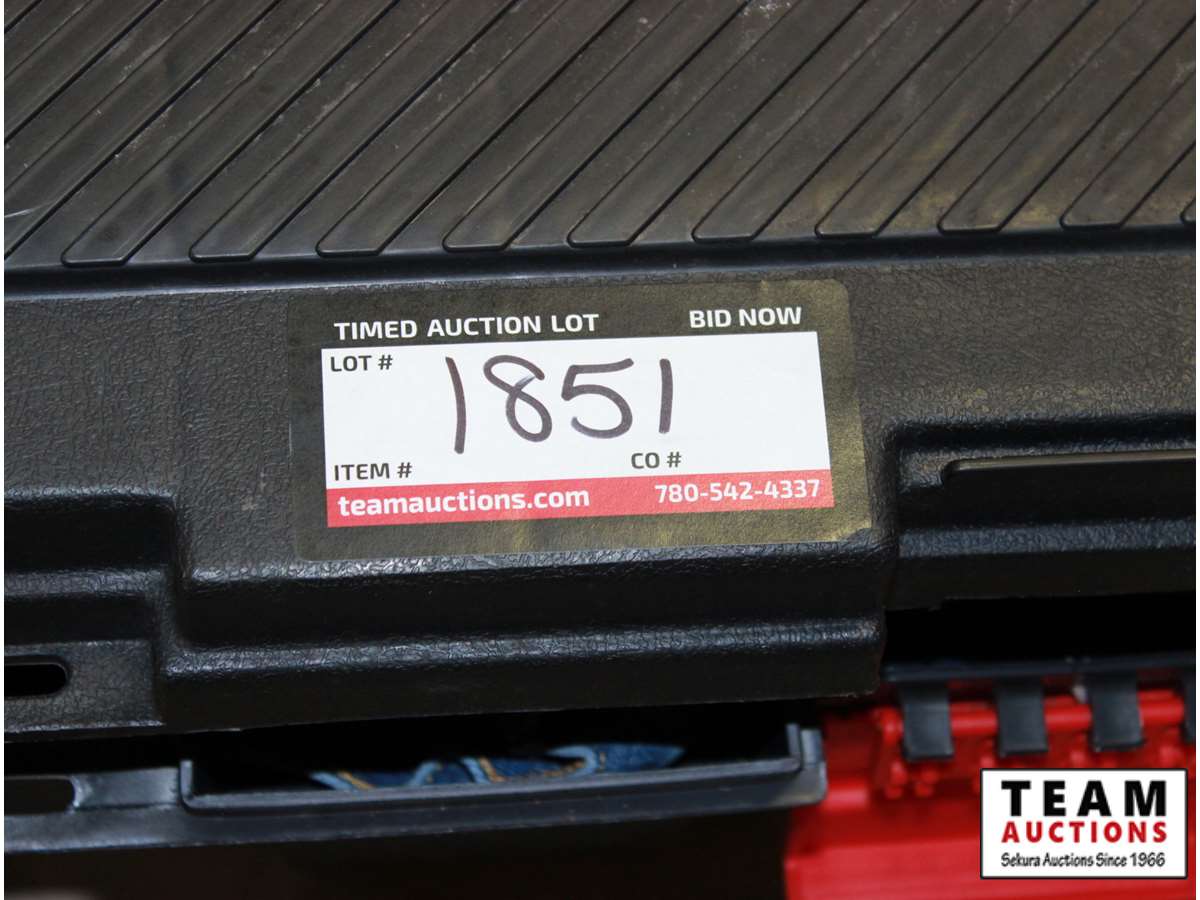 TIMED AUCTION LOT BID NOW
LOT # 1851
ITEM # CO #
teamauctions.com 780-542-4337
TEAM
AUCTIONS
Sekura Auctions Since 1966